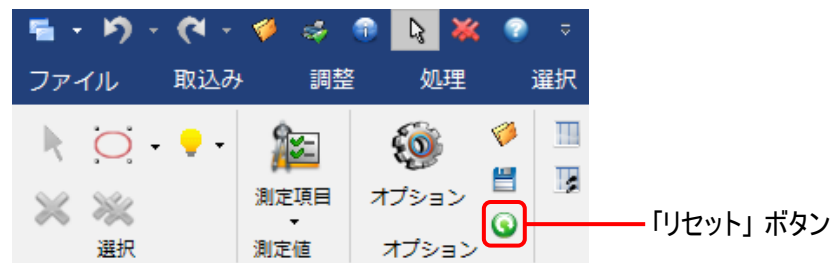 ファイル 取込み 調整 処理 選択
測定項目 オプション
「リセット」ボタン
選択 測定値 オプション